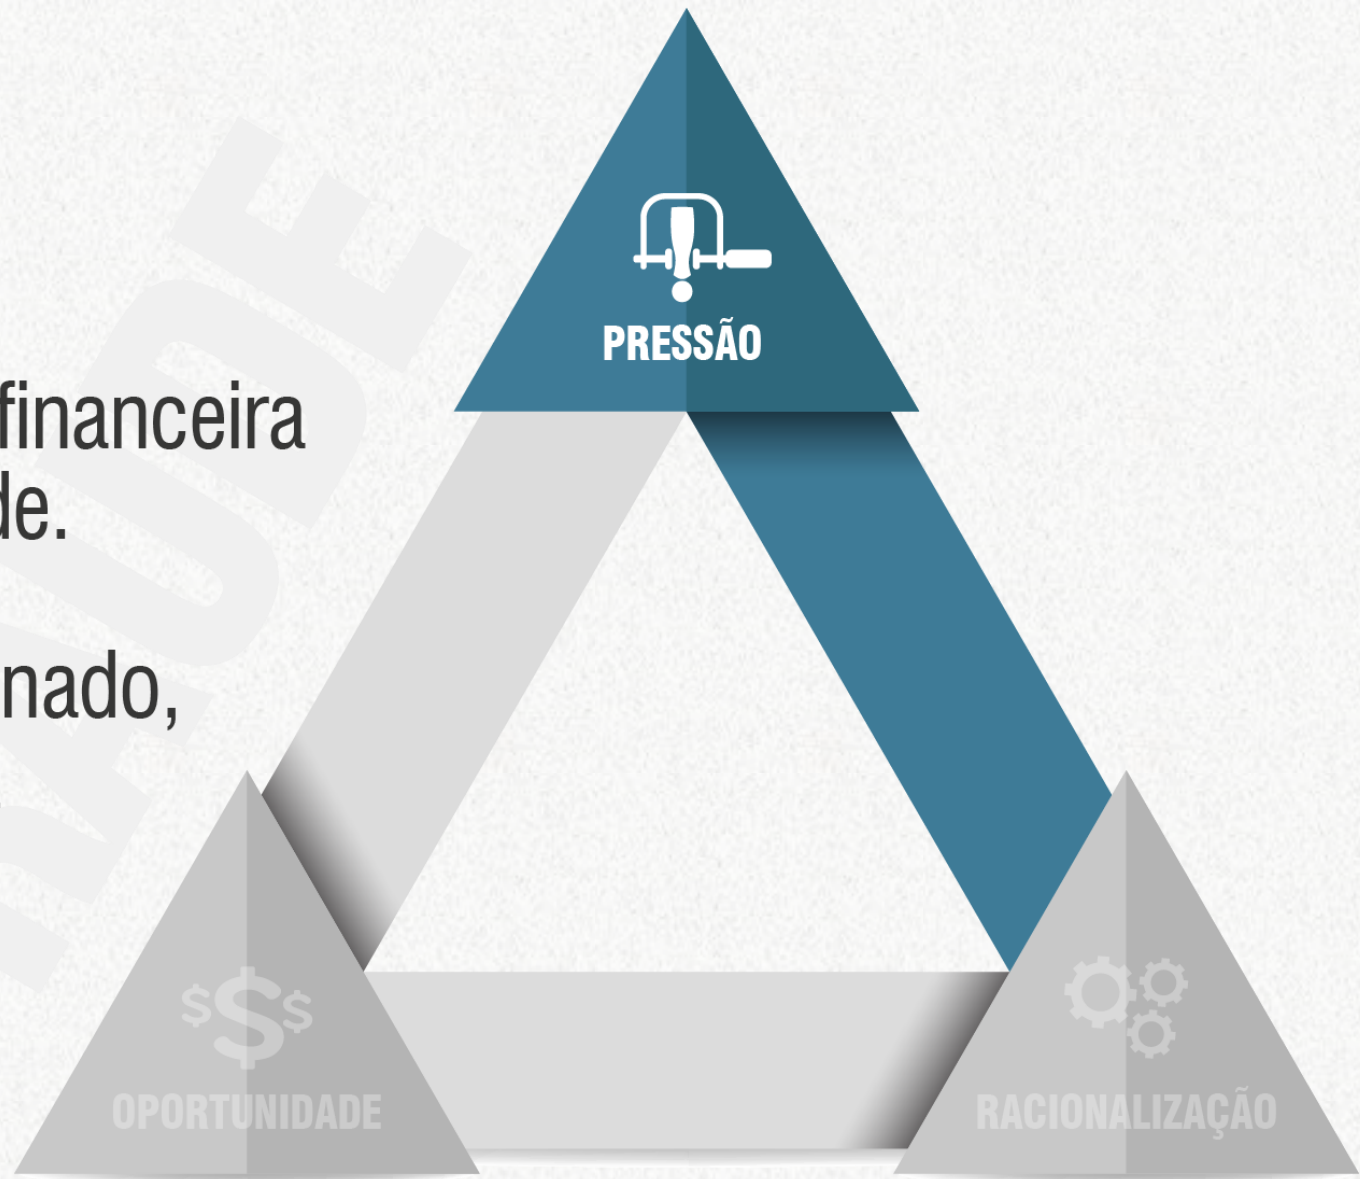 PRESSÃO
financeira
de.
nado,
OPORTUNIDADE
RACIONALIZAÇÃO